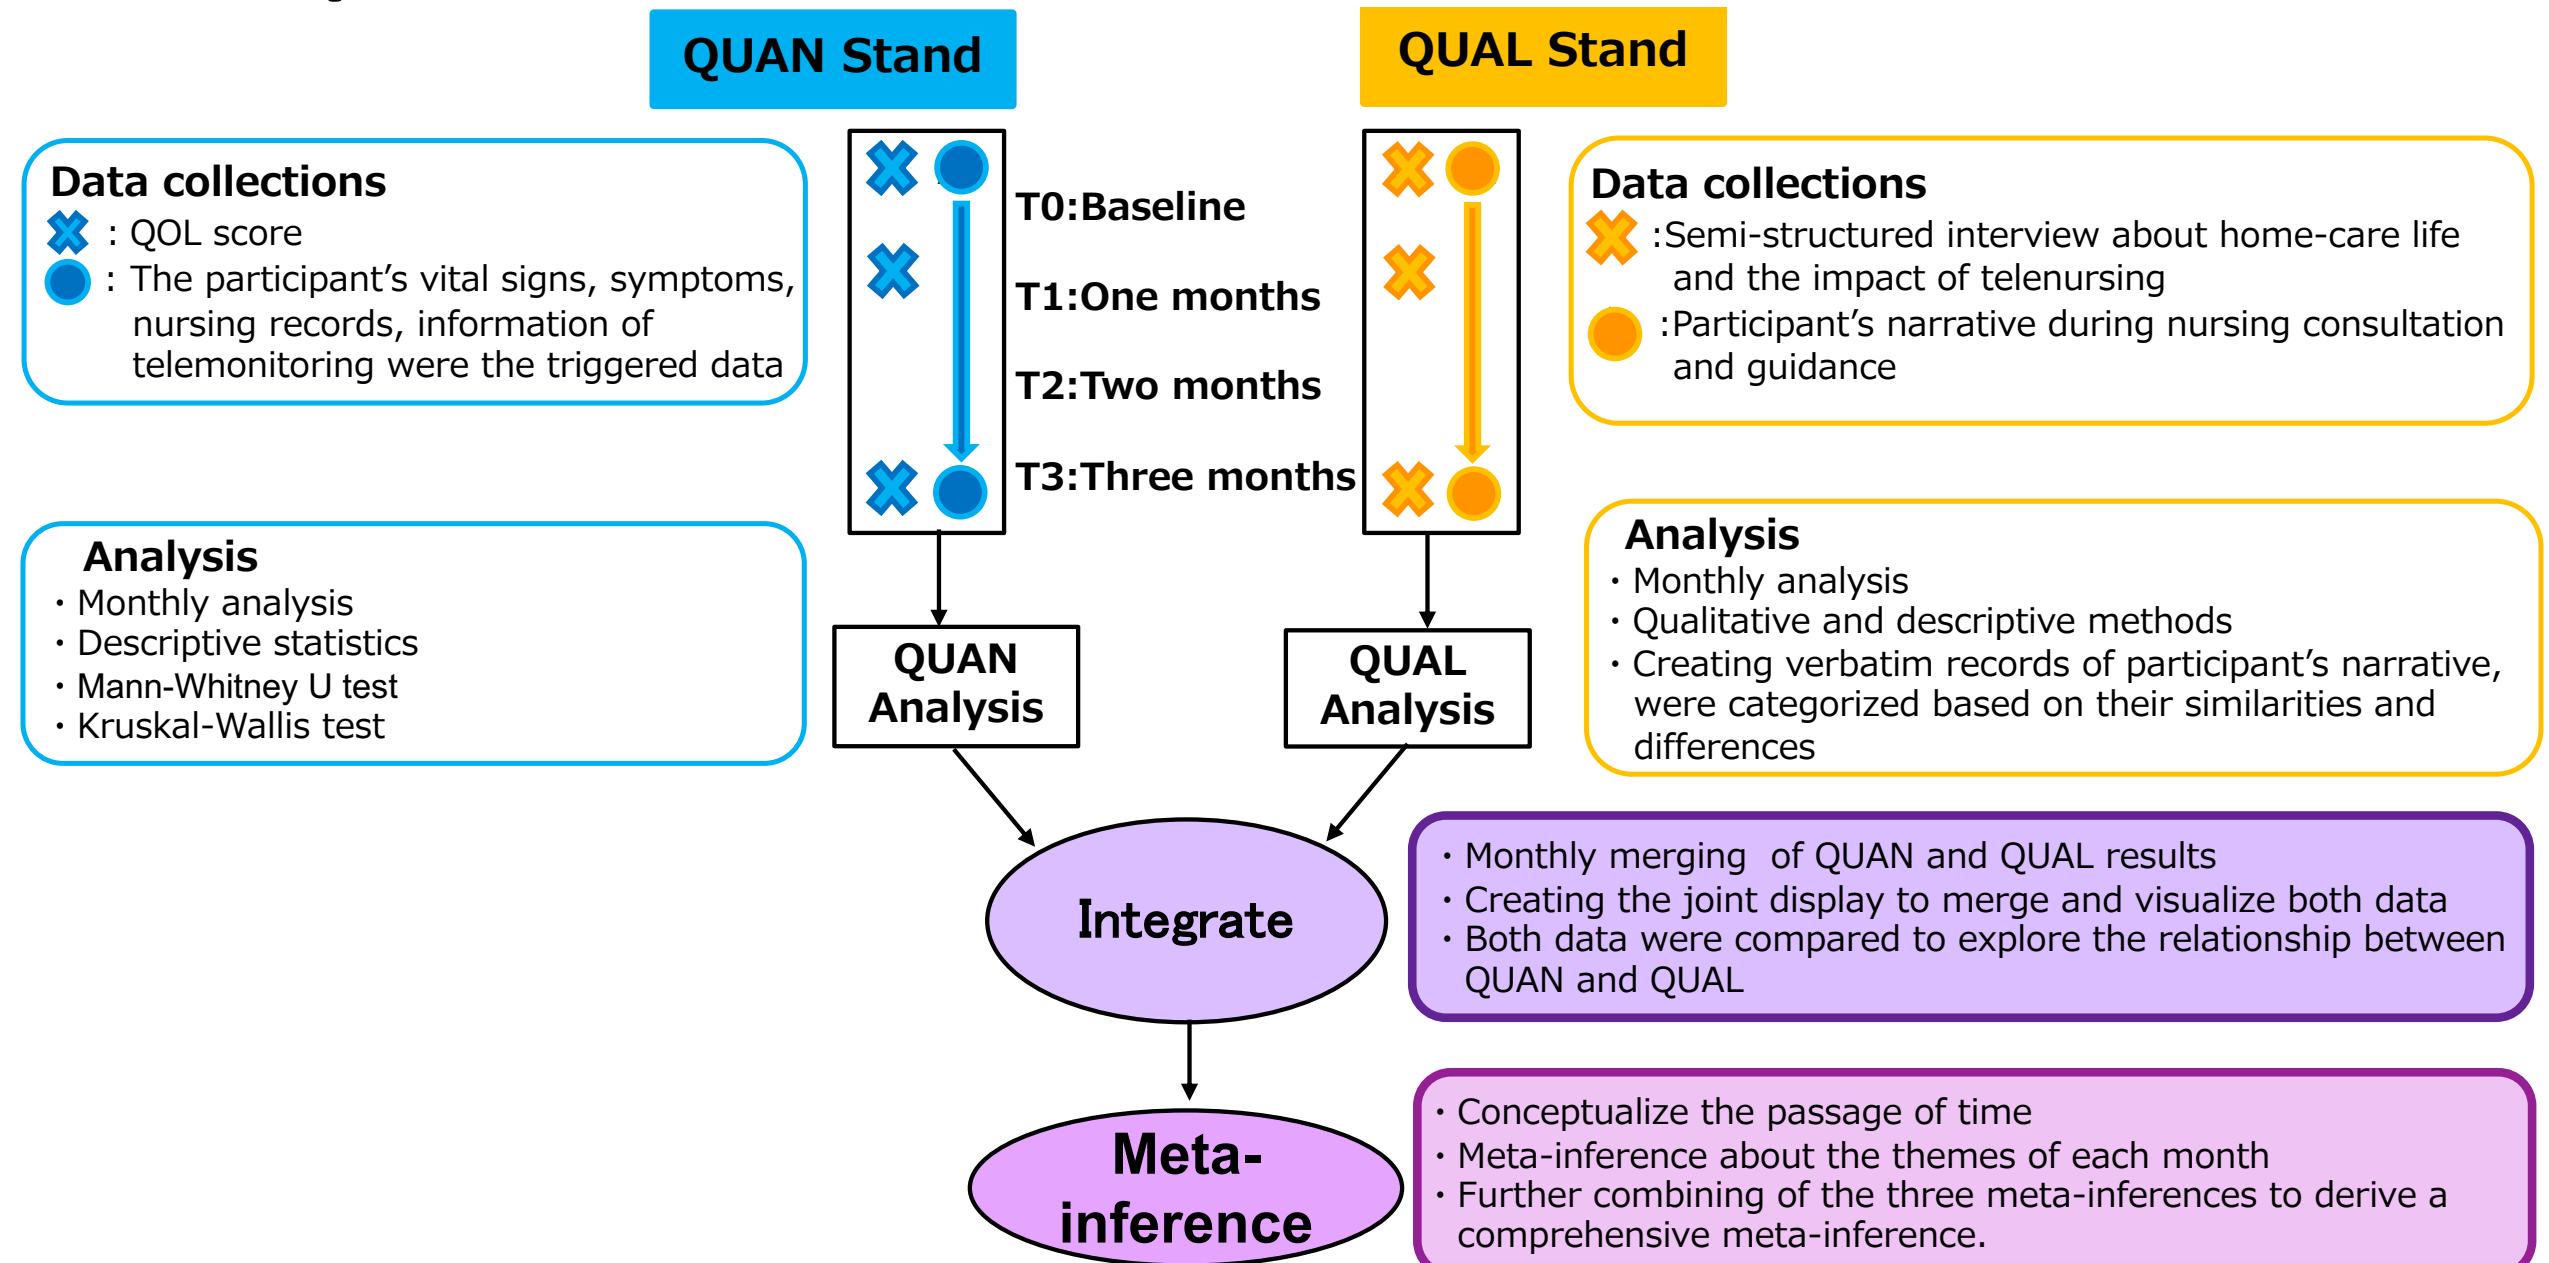 QUAN Stand
QUAL Stand
Data collections
: QOL score
: The participant’s vital signs, symptoms,
nursing records, information of
telemonitoring were the triggered data
T0:Baseline
T1:One months
T2:Two months
T3:Three months
Data collections
:Semi-structured interview about home-care life
and the impact of telenursing
:Participant’s narrative during nursing consultation
and guidance
Analysis
・Monthly analysis
・Descriptive statistics
・Mann-Whitney U test
・Kruskal-Wallis test
QUAN
Analysis
QUAL
Analysis
Analysis
・Monthly analysis
・Qualitative and descriptive methods
・Creating verbatim records of participant’s narrative,
were categorized based on their similarities and
differences
Integrate
・Monthly merging of QUAN and QUAL results
・Creating the joint display to merge and visualize both data
・Both data were compared to explore the relationship between
QUAN and QUAL
Meta-
inference
・Conceptualize the passage of time
・Meta-inference about the themes of each month
・Further combining of the three meta-inferences to derive a
comprehensive meta-inference.